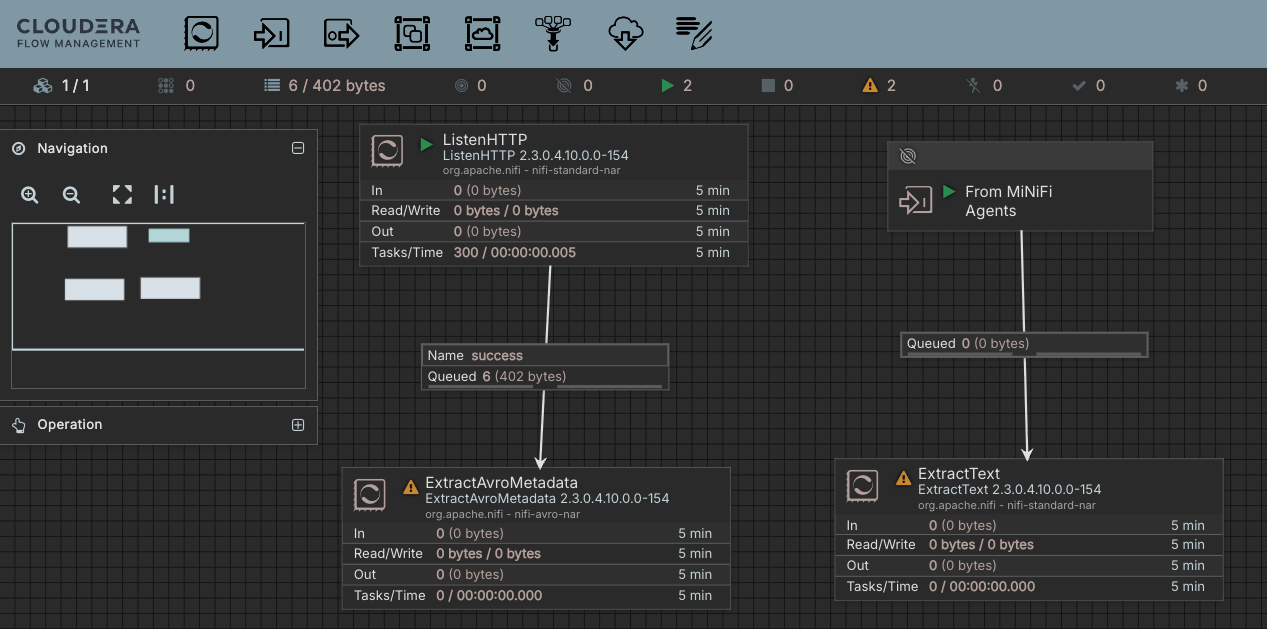 CLOUDERA
FLOW MANAGEMENT
1 / 1
0
6 / 402 bytes
0
0
2
0
2
0
0
0
Navigation
Operation
ListenHTTP
ListenHTTP 2.3.0.4.10.0.0-154
org.apache.nifi - nifi-standard-nar
In 0 (0 bytes) 5 min
Read/Write 0 bytes / 0 bytes 5 min
Out 0 (0 bytes) 5 min
Tasks/Time 300 / 00:00:00.005 5 min
From MiNiFi
Agents
Name success
Queued 6 (402 bytes)
Queued 0 (0 bytes)
ExtractAvroMetadata
ExtractAvroMetadata 2.3.0.4.10.0.0-154
org.apache.nifi - nifi-avro-nar
In 0 (0 bytes) 5 min
Read/Write 0 bytes / 0 bytes 5 min
Out 0 (0 bytes) 5 min
Tasks/Time 0 / 00:00:00.000 5 min
ExtractText
ExtractText 2.3.0.4.10.0.0-154
org.apache.nifi - nifi-standard-nar
In 0 (0 bytes) 5 min
Read/Write 0 bytes / 0 bytes 5 min
Out 0 (0 bytes) 5 min
Tasks/Time 0 / 00:00:00.000 5 min